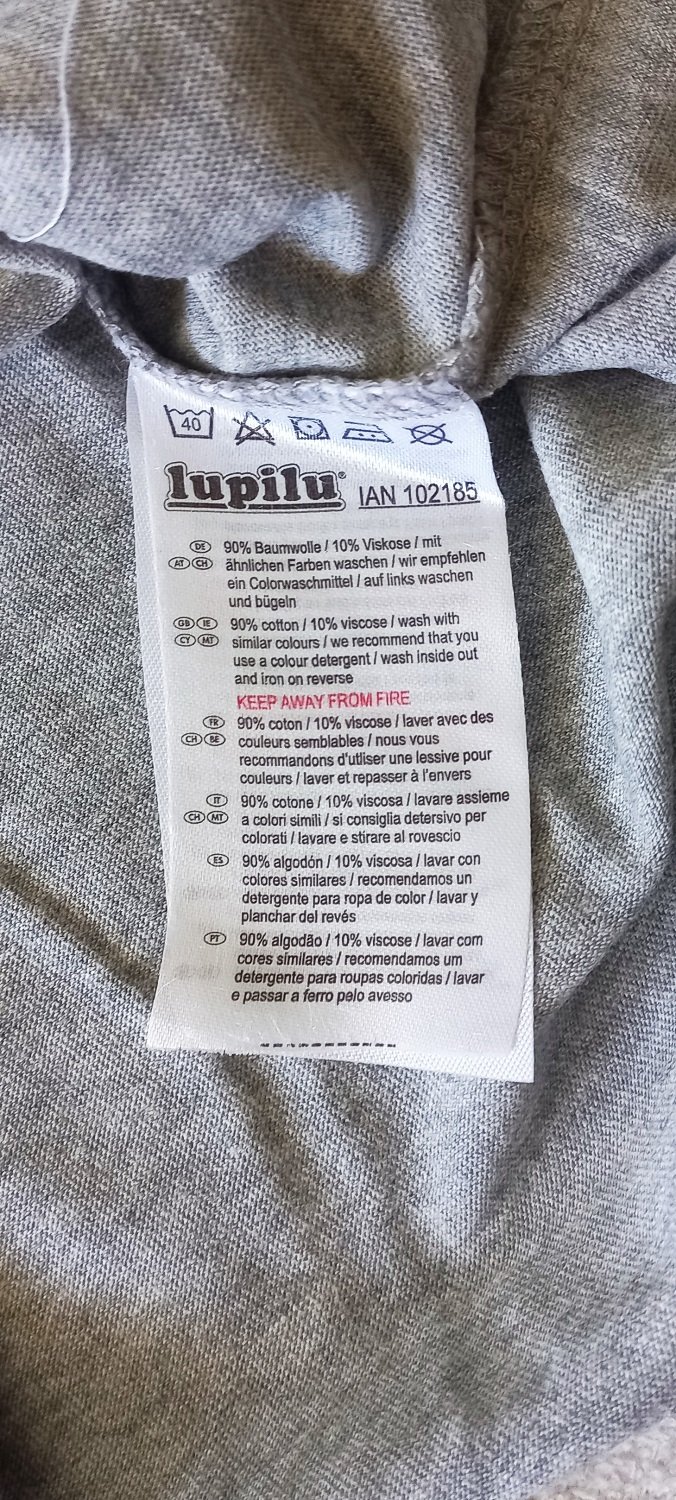 40
lupilu® IAN 102185
DE 90% Baumwolle / 10% Viskose / mit
AT CH ähnlichen Farben waschen / wir empfehlen
ein Colorwaschmittel / auf links waschen
und bügeln
GB IE 90% cotton / 10% viscose / wash with
CY MT similar colours / we recommend that you
use a colour detergent / wash inside out
and iron on reverse
KEEP AWAY FROM FIRE
FR 90% coton / 10% viscose / laver avec des
CH BE couleurs semblables / nous vous
recommandons d'utliser une lessive pour
couleurs / laver et repasser à l'envers
IT 90% cotone / 10% viscosa / lavare assieme
CH MT a colori simili / si consiglia detersivo per
colorati / lavare e stirare al rovescio
ES 90% algodón / 10% viscosa / lavar con
colores similares / recomendamos un
detergente para ropa de color / lavar y
planchar del revés
PT 90% algodão / 10% viscose / lavar com
cores similares / recomendamos um
detergente para roupas coloridas / lavar
e passar a ferro pelo avesso